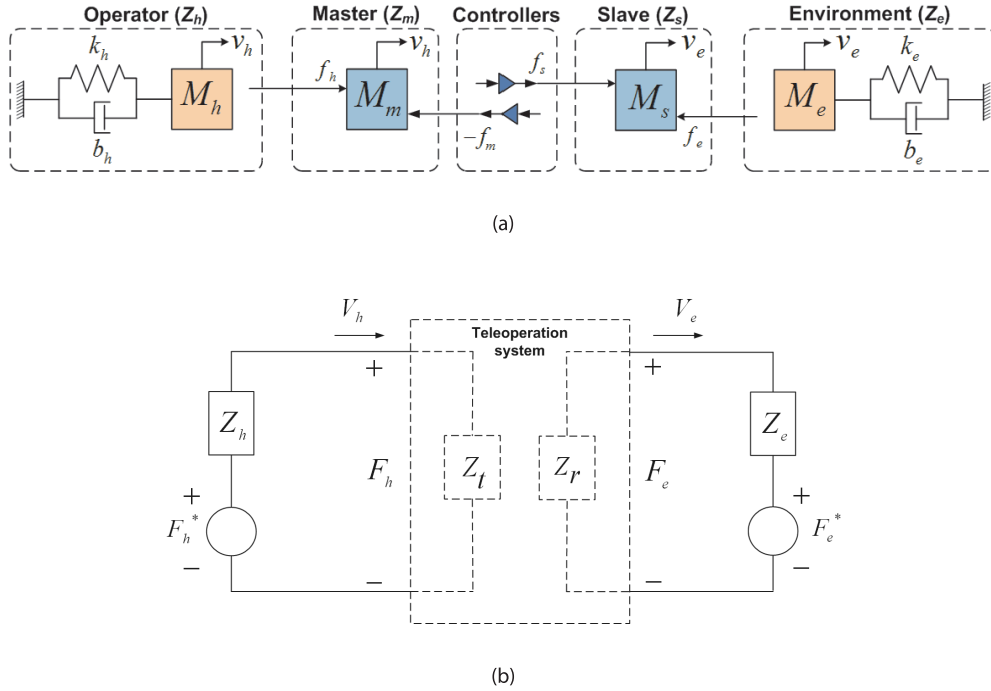 Operator (Zh) Master (Zm) Controllers Slave (Zs) Environment (Ze)
kh vh vh ve ve ke
fh fs
Mh Mm Ms Me
bh −fm fe be
(a)
Vh Ve
Teleoperation
system
+ + 
Zh Zt Zr Ze
Fh Fe
+ +
Fh* Fe*
− − − −
(b)